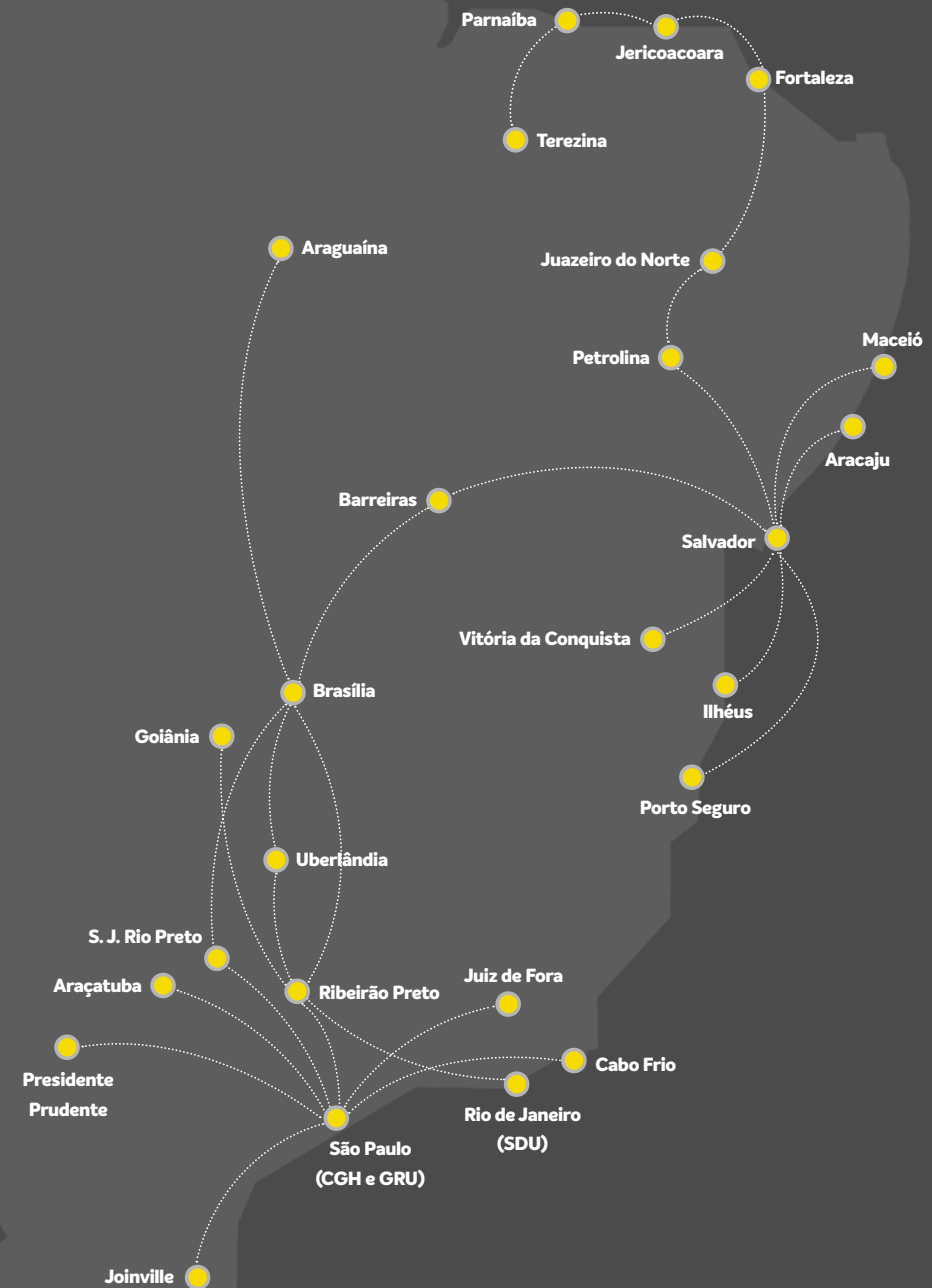 Parnaíba
Jericoacoara
Fortaleza
Terezina
Araguaína
Juazeiro do Norte
Maceió
Petrolina
Aracaju
Barreiras
Salvador
Vitória da Conquista
Brasília
Ilhéus
Goiânia
Porto Seguro
Uberlândia
S. J. Rio Preto
Juiz de Fora
Araçatuba
Ribeirão Preto
Cabo Frio
Presidente
Prudente
Rio de Janeiro
(SDU)
São Paulo
(CGH e GRU)
Joinville